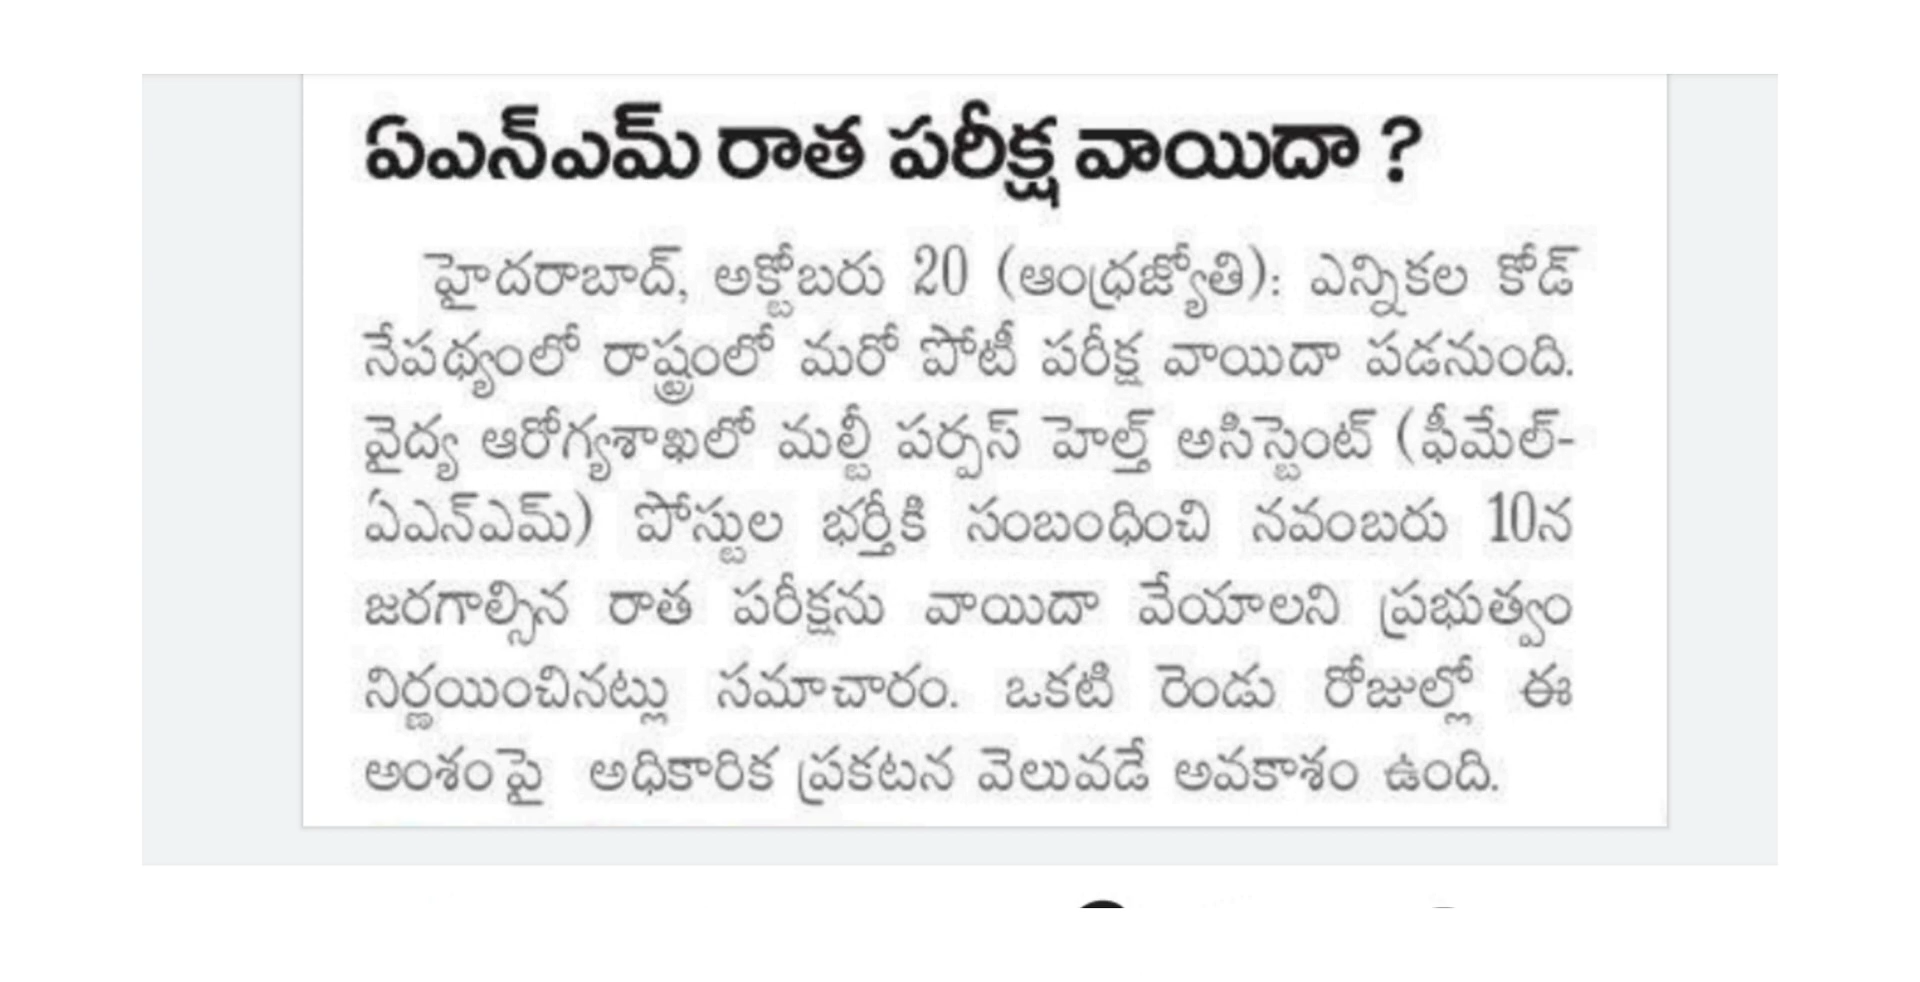 ఏఎన్ఎమ్ రాత పరీక్ష వాయిదా ?
హైదరాబాద్, అక్టోబరు 20 (ఆంధ్రజ్యోతి): ఎన్నికల కోడ్
నేపథ్యంలో రాష్ట్రంలో మరో పోటీ పరీక్ష వాయిదా పడనుంది.
వైద్య ఆరోగ్యశాఖలో మల్టీ పర్పస్ హెల్త్ అసిస్టెంట్ (ఫీమేల్-
ఏఎన్ఎమ్) పోస్టుల భర్తీకి సంబంధించి నవంబరు 10న
జరగాల్సిన రాత పరీక్షను వాయిదా వేయాలని ప్రభుత్వం
నిర్ణయించినట్లు సమాచారం. ఒకటి రెండు రోజుల్లో ఈ
అంశంపై అధికారిక ప్రకటన వెలువడే అవకాశం ఉంది.